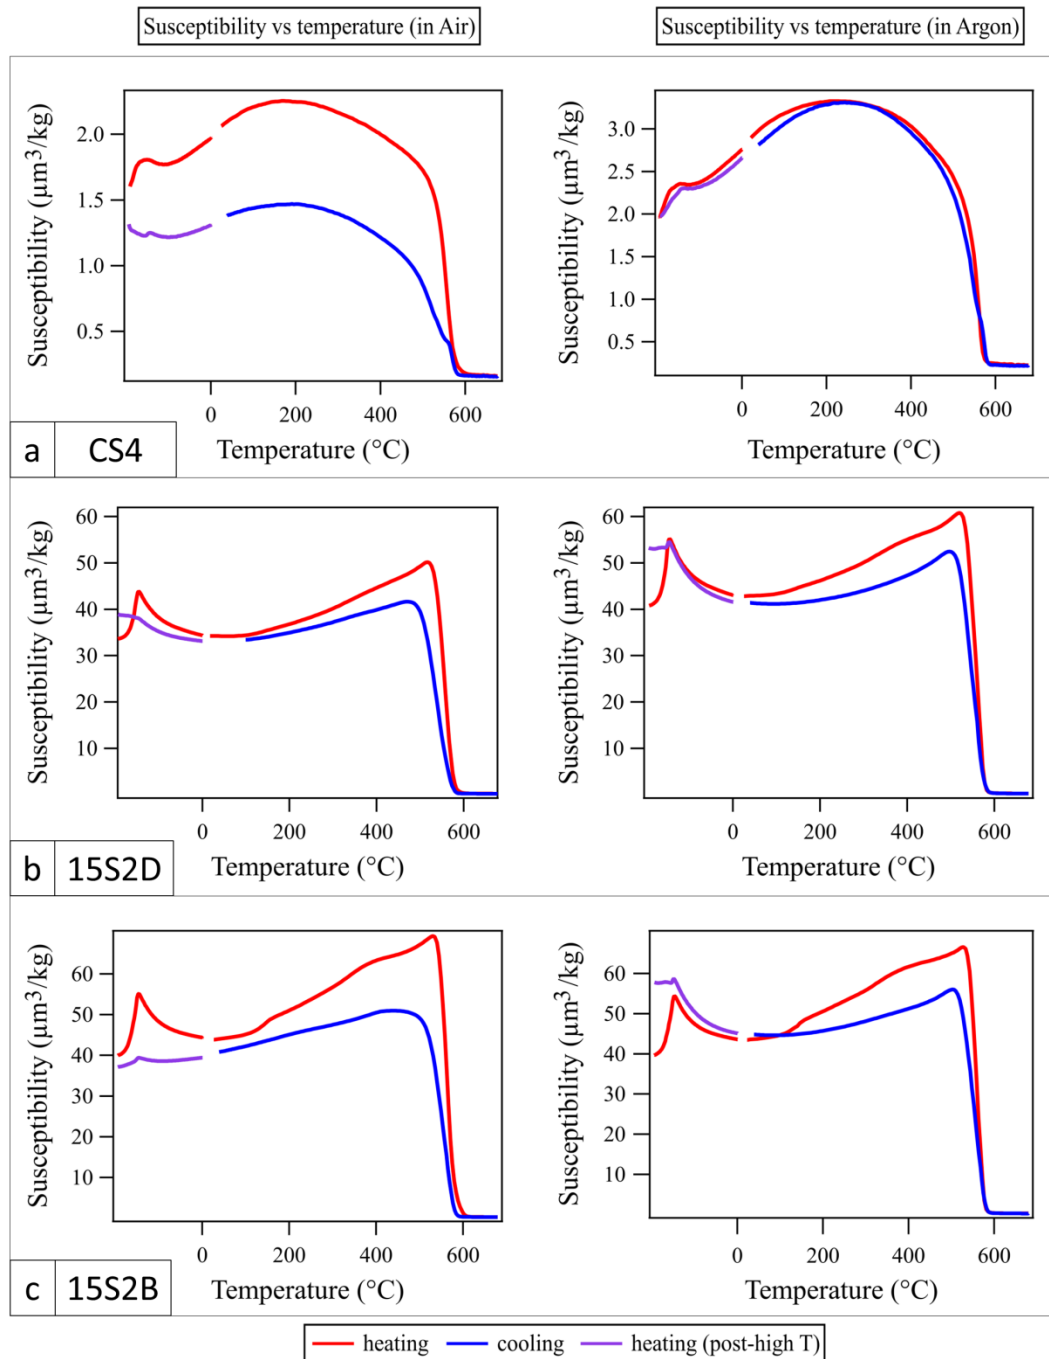 Susceptibility vs temperature (in Air)
Susceptibility vs temperature (in Argon)
Susceptibility (μm³/kg)
2.0
1.5
1.0
0.5
0 200 400 600
Temperature (°C)
Susceptibility (μm³/kg)
3.0
2.5
2.0
1.5
1.0
0.5
0 200 400 600
Temperature (°C)
a CS4
Susceptibility (μm³/kg)
60
50
40
30
20
10
0 200 400 600
Temperature (°C)
Susceptibility (μm³/kg)
60
50
40
30
20
10
0 200 400 600
Temperature (°C)
b 15S2D
Susceptibility (μm³/kg)
60
50
40
30
20
10
0 200 400 600
Temperature (°C)
Susceptibility (μm³/kg)
60
50
40
30
20
10
0 200 400 600
Temperature (°C)
c 15S2B
heating cooling heating (post-high T)